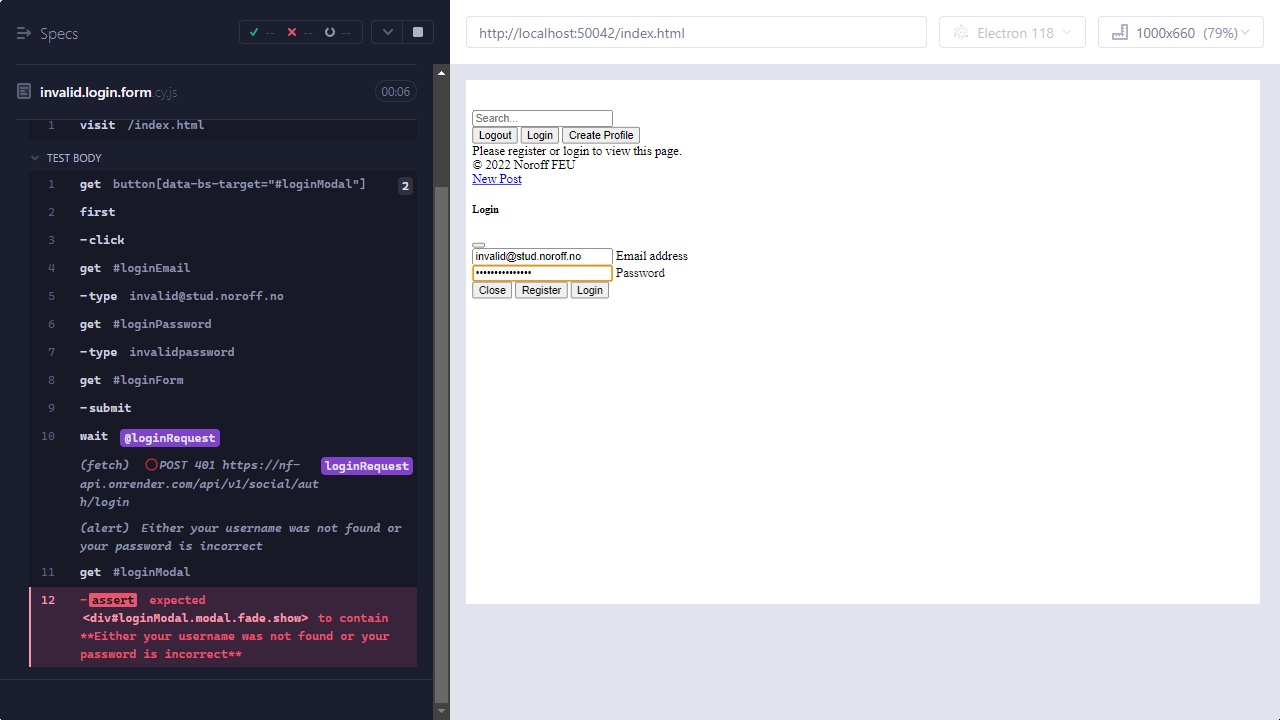 Specs
-- -- --
invalid.login.form.cy.js
00:06
1 visit /index.html
TEST BODY
1 get button[data-bs-target="#loginModal"] 2
2 first
3 -click
4 get #loginEmail
5 -type invalid@stud.noroff.no
6 get #loginPassword
7 -type invalidpassword
8 get #loginForm
9 -submit
10 wait @loginRequest
(fetch) POST 401 https://nf- loginRequest
api.onrender.com/api/v1/social/aut
h/login
(alert) Either your username was not found or
your password is incorrect
11 get #loginModal
12 -assert expected
<div#loginModal.modal.fade.show> to contain
**Either your username was not found or your
password is incorrect**
http://localhost:50042/index.html
Electron 118
1000x660 (79%)
Search...
Logout Login Create Profile
Please register or login to view this page.
© 2022 Noroff FEU
New Post
Login
invalid@stud.noroff.no Email address
••••••••••••••• Password
Close Register Login